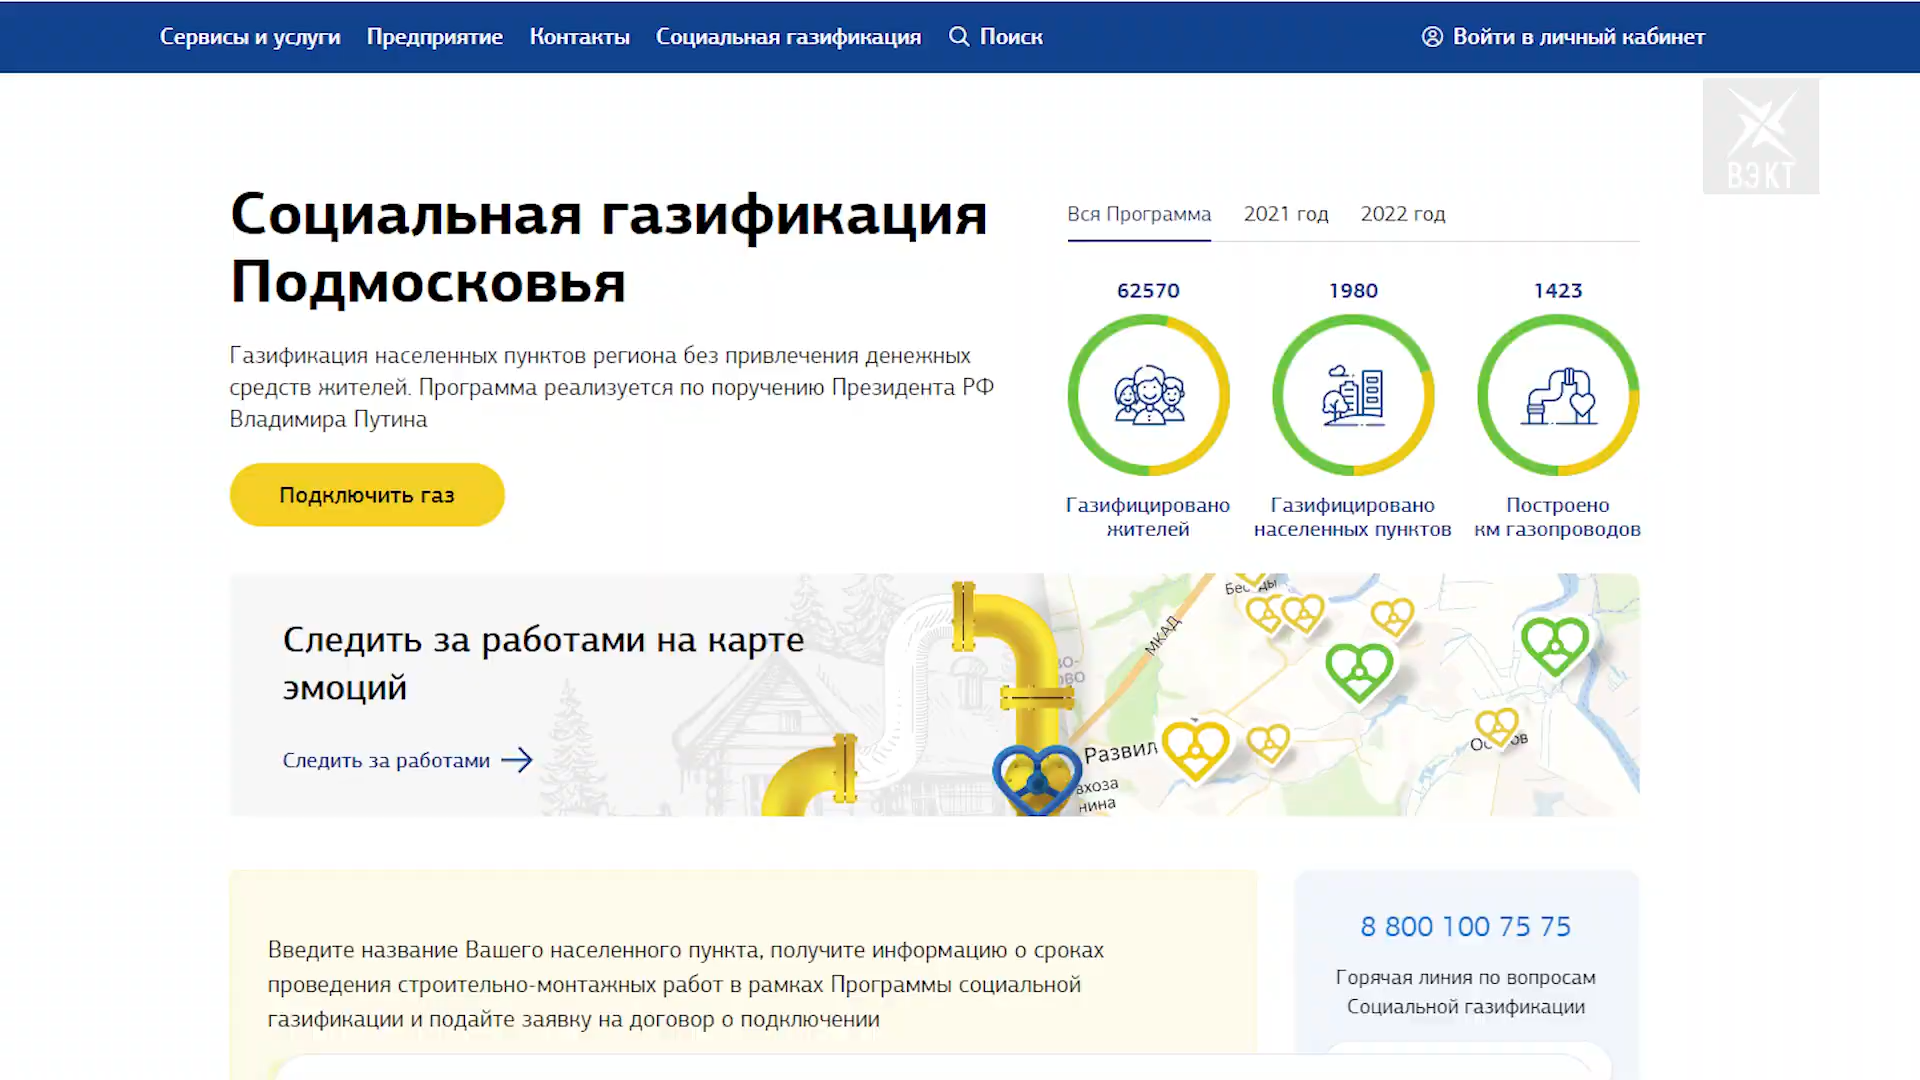 Сервисы и услуги Предприятие Контакты Социальная газификация Поиск Войти в личный кабинет
ВЭКТ
Социальная газификация
Подмосковья
Газификация населенных пунктов региона без привлечения денежных
средств жителей. Программа реализуется по поручению Президента РФ
Владимира Путина
Подключить газ
Вся Программа 2021 год 2022 год
62570 1980 1423
Газифицировано
жителей
Газифицировано
населенных пунктов
Построено
км газопроводов
Следить за работами на карте
эмоций
Следить за работами
МКАД
Развил
вхоза
нина
Введите название Вашего населенного пункта, получите информацию о сроках
проведения строительно-монтажных работ в рамках Программы социальной
газификации и подайте заявку на договор о подключении
8 800 100 75 75
Горячая линия по вопросам
Социальной газификации